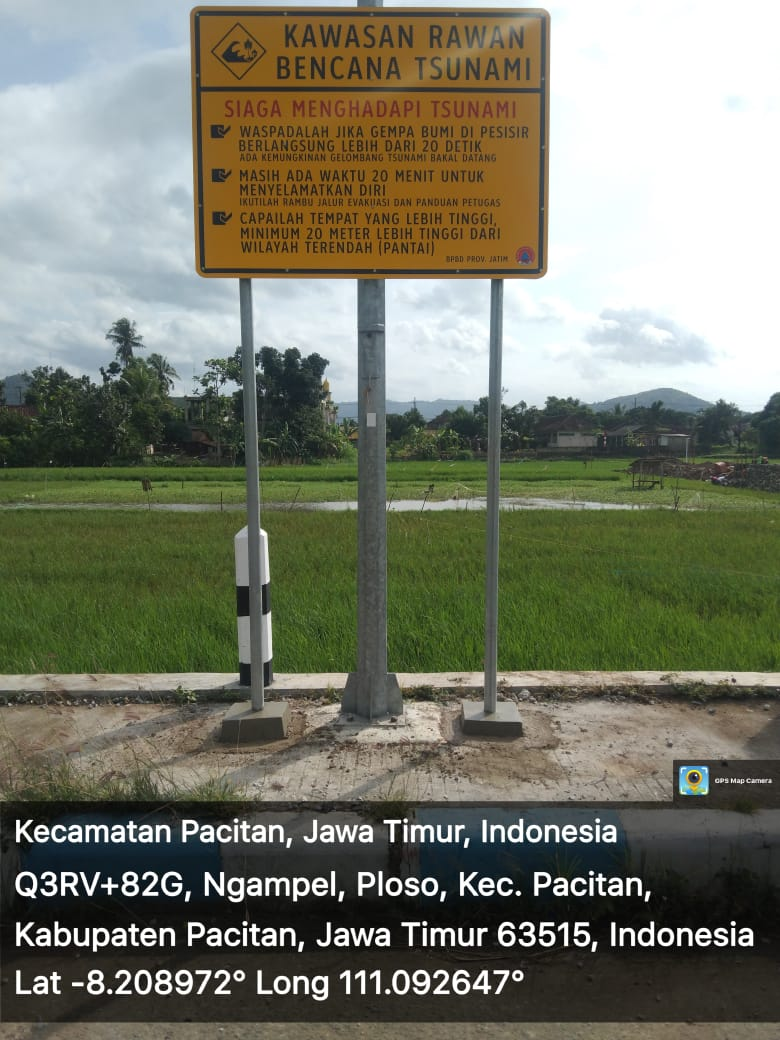 KAWASAN RAWAN
BENCANA TSUNAMI
SIAGA MENGHADAPI TSUNAMI
WASPADALAH JIKA GEMPA BUMI DI PESISIR
BERLANGSUNG LEBIH DARI 20 DETIK
ADA KEMUNGKINAN GELOMBANG TSUNAMI BAKAL DATANG
MASIH ADA WAKTU 20 MENIT UNTUK
MENYELAMATKAN DIRI
IKUTILAH RAMBU JALUR EVAKUASI DAN PANDUAN PETUGAS
CAPAILAH TEMPAT YANG LEBIH TINGGI,
MINIMUM 20 METER LEBIH TINGGI DARI
WILAYAH TERENDAH (PANTAI)
BPBD PROV. JATIM
GPS Map Camera
Kecamatan Pacitan, Jawa Timur, Indonesia
Q3RV+82G, Ngampel, Ploso, Kec. Pacitan,
Kabupaten Pacitan, Jawa Timur 63515, Indonesia
Lat -8.208972° Long 111.092647°